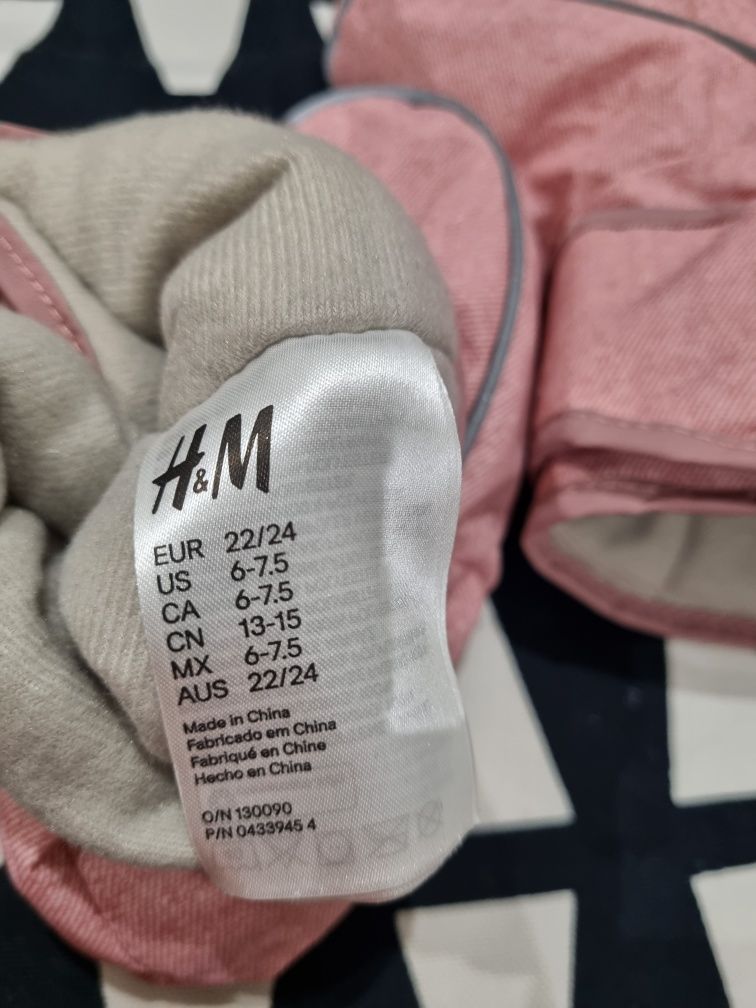 H&M
EUR 22/24
US 6-7.5
CA 6-7.5
CN 13-15
MX 6-7.5
AUS 22/24
Made in China
Fabricado em China
Fabriqué en Chine
Hecho en China
O/N 130090
P/N 0433945 4